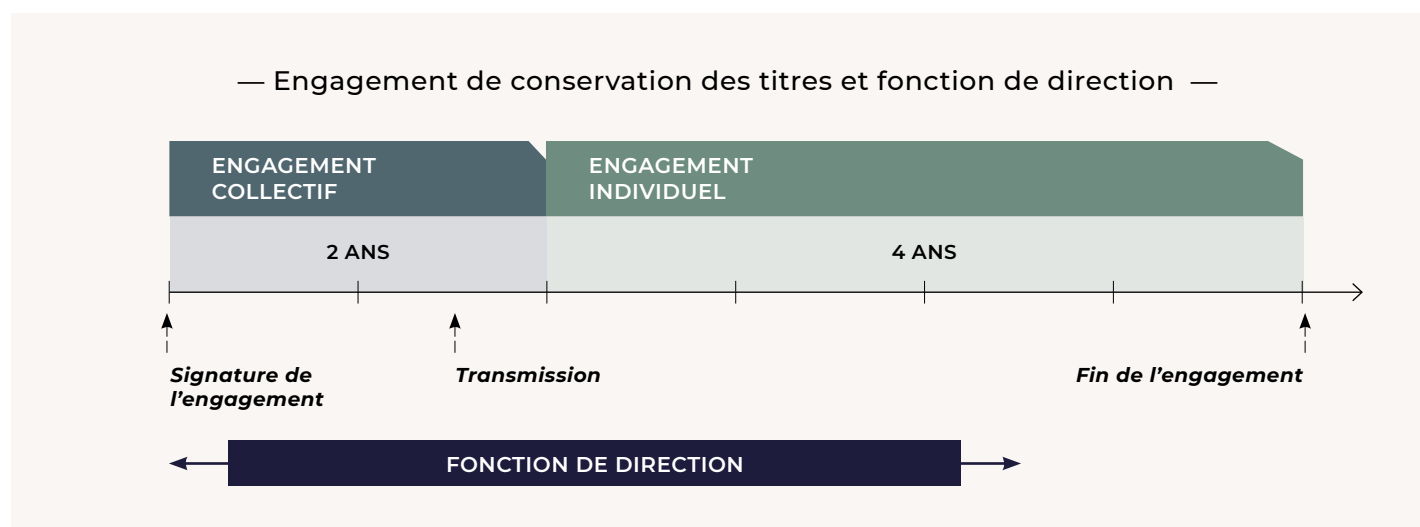 — Engagement de conservation des titres et fonction de direction —
ENGAGEMENT
COLLECTIF
ENGAGEMENT
INDIVIDUEL
2 ANS
4 ANS
Signature de
l’engagement
Transmission
Fin de l’engagement
FONCTION DE DIRECTION